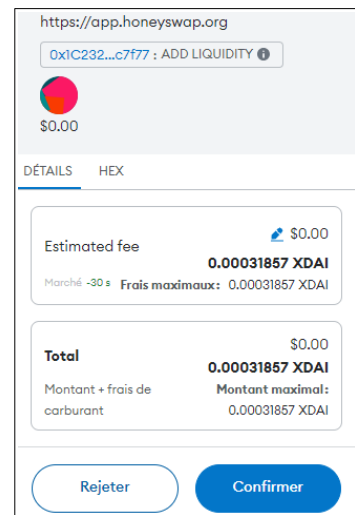 https://app.honeyswap.org
0x1C232...c7f77 : ADD LIQUIDITY
$0.00
DÉTAILS HEX
Estimated fee $0.00
0.00031857 XDAI
Marché ~30 s Frais maximaux: 0.00031857 XDAI
Total $0.00
0.00031857 XDAI
Montant + frais de carburant Montant maximal:
0.00031857 XDAI
Rejeter Confirmer